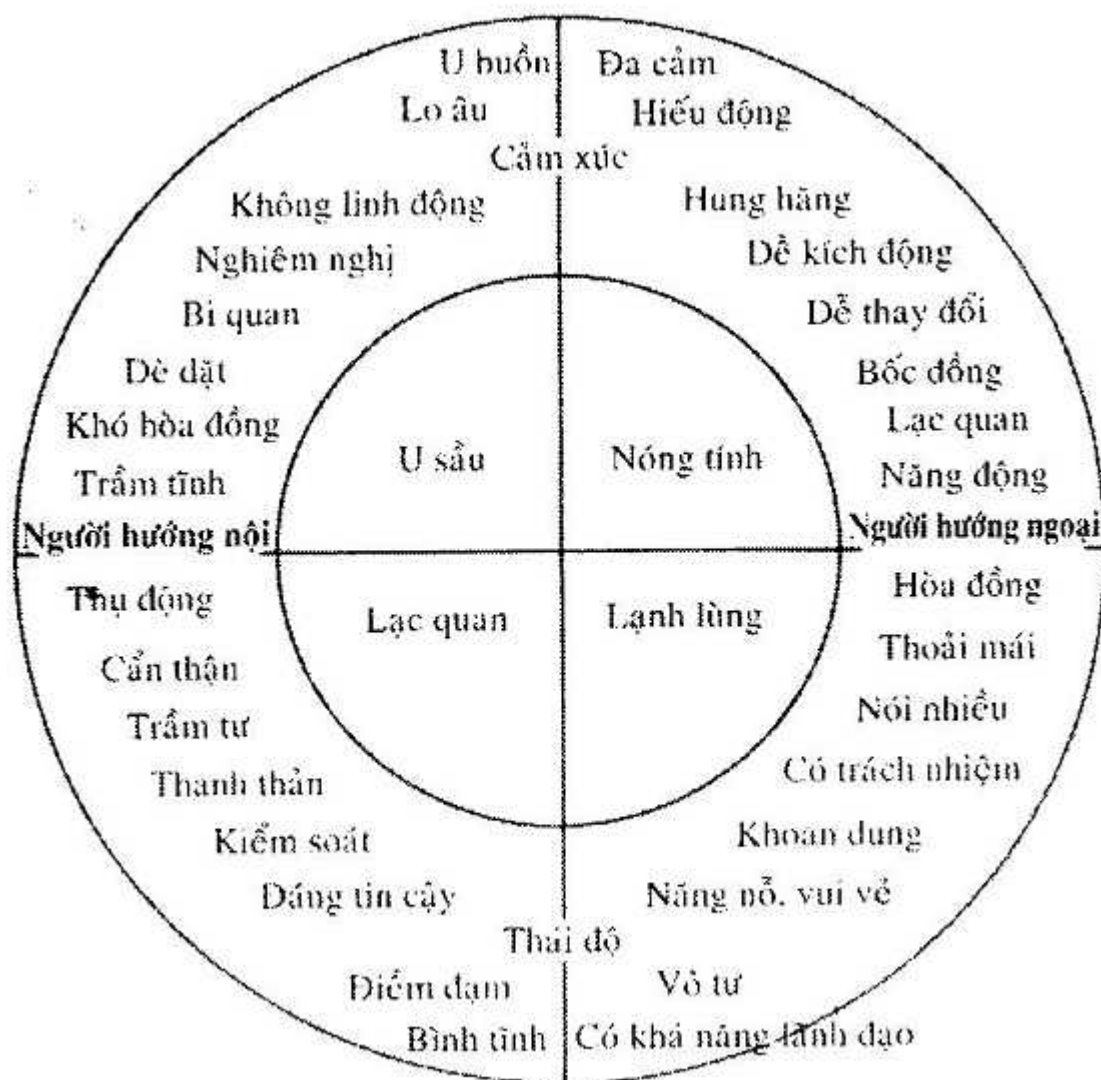 U buồn Đa cảm
Lo âu Hiếu động
Cảm xúc
Không linh động Hung hăng
Nghiêm nghị Dễ kích động
Bi quan Dễ thay đổi
Dè dặt Bốc đồng
Khó hòa đồng Lạc quan
U sầu Nóng tính
Trầm tĩnh Năng động
Người hướng nội Người hướng ngoại
Thụ động Hòa đồng
Lạc quan Lạnh lùng
Cẩn thận Thoải mái
Trầm tư Nói nhiều
Thanh thản Có trách nhiệm
Kiểm soát Khoan dung
Đáng tin cậy Năng nổ, vui vẻ
Thái độ
Điềm đạm Vô tư
Bình tĩnh Có khả năng lãnh đạo